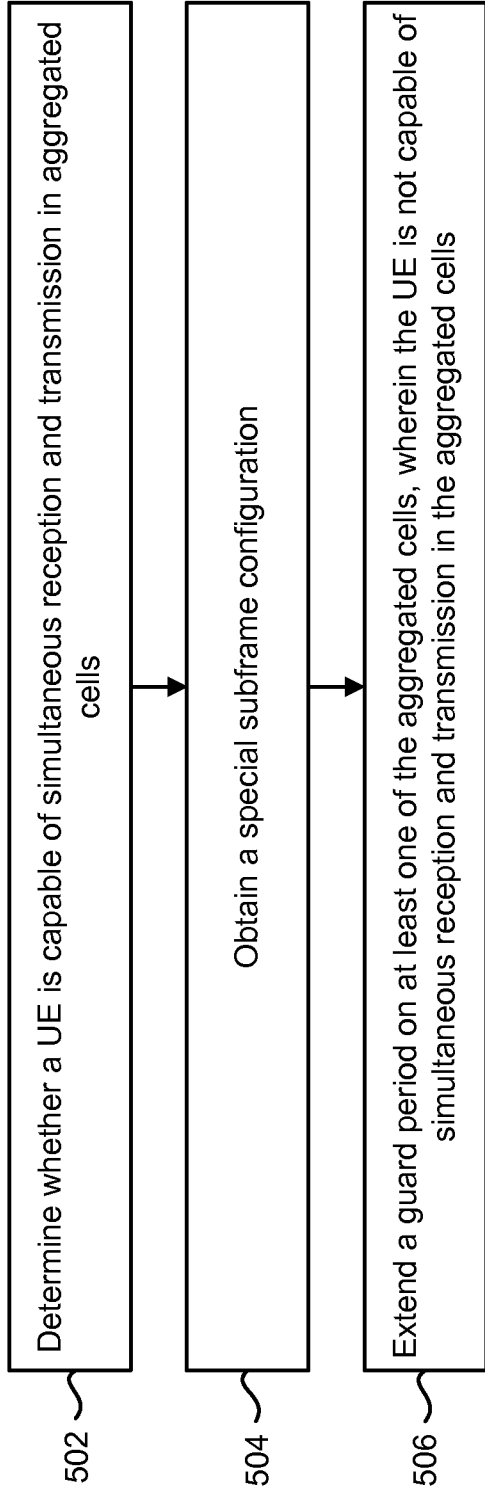 502
Determine whether a UE is capable of simultaneous reception and transmission in aggregated
cells
504
Obtain a special subframe configuration
506
Extend a guard period on at least one of the aggregated cells, wherein the UE is not capable of
simultaneous reception and transmission in the aggregated cells